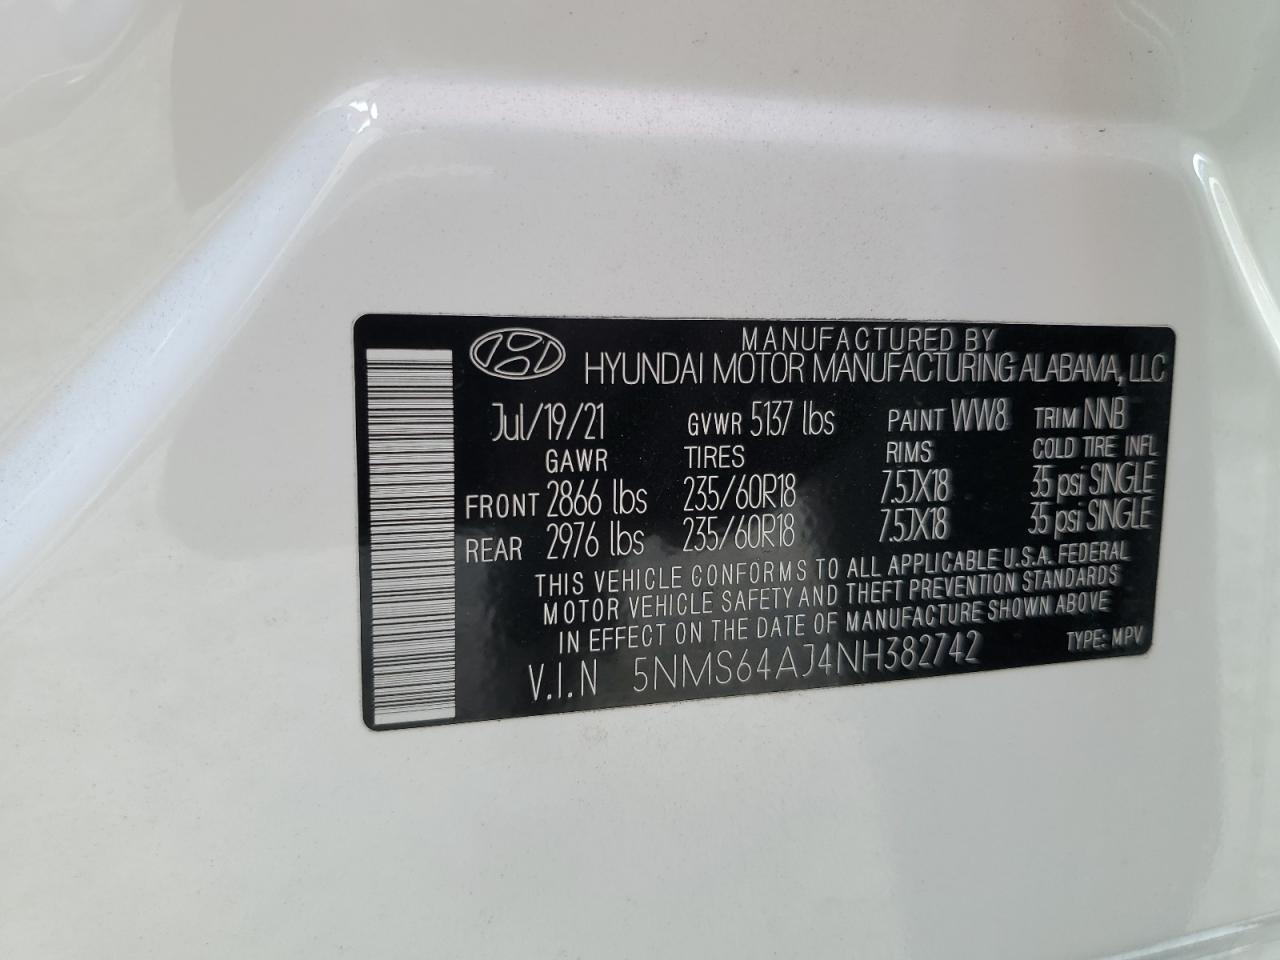 MANUFACTURED BY
HYUNDAI MOTOR MANUFACTURING ALABAMA, LLC
Jul/19/21 GVWR 5137 lbs PAINT WW8 TRIM NNB
GAWR TIRES RIMS COLD TIRE INFL
FRONT 2866 lbs 235/60R18 7.5JX18 35 psi SINGLE
REAR 2976 lbs 235/60R18 7.5JX18 35 psi SINGLE
THIS VEHICLE CONFORMS TO ALL APPLICABLE U.S.A. FEDERAL
MOTOR VEHICLE SAFETY AND THEFT PREVENTION STANDARDS
IN EFFECT ON THE DATE OF MANUFACTURE SHOWN ABOVE
V.I.N 5NMS64AJ4NH382742 TYPE: MPV